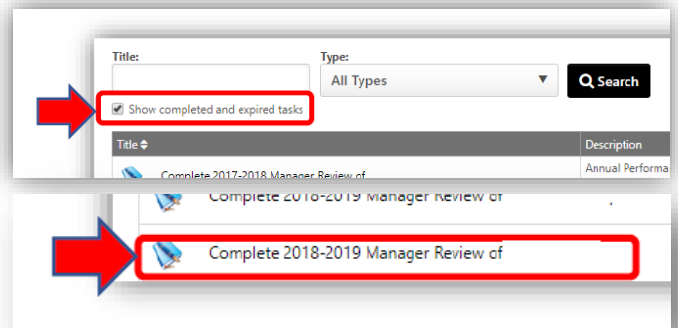 Title:
Type:
All Types
Search
Show completed and expired tasks
Title
Description
Complete 2017-2018 Manager Review of
Annual Performa
Complete 2018-2019 Manager Review of
Complete 2018-2019 Manager Review of